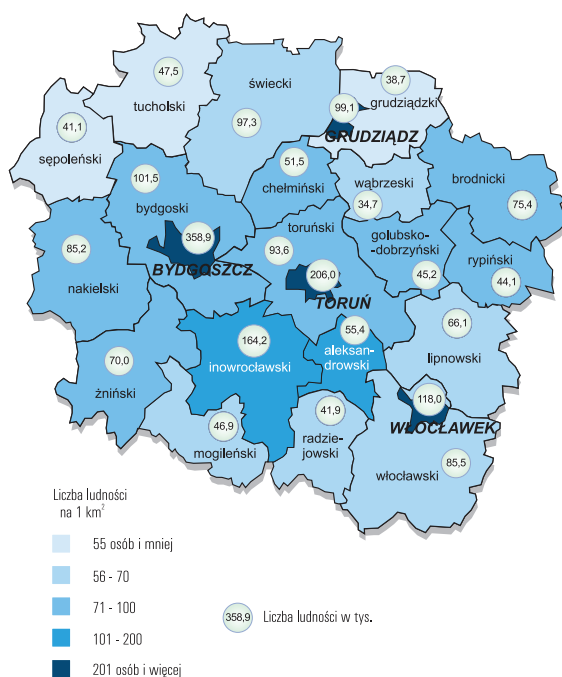 47,5
tucholski
świecki
97,3
38,7
grudziądzki
99,1
GRUDZIĄDZ
41,1
sępoleński
101,5
bydgoski
51,5
chełmiński
wąbrzeski
34,7
brodnicki
75,4
358,9
BYDGOSZCZ
toruński
93,6
206,0
TORUŃ
golubsko-
dobrzyński
45,2
rypiński
44,1
85,2
nakielski
164,2
inowrocławski
55,4
aleksan-
drowski
66,1
lipnowski
70,0
żniński
118,0
WŁOCŁAWEK
46,9
mogileński
41,9
radzie-
jowski
85,5
włocławski
Liczba ludności
na 1 km²
55 osób i mniej
56 - 70
71 - 100
101 - 200
201 osób i więcej
358,9 Liczba ludności w tys.